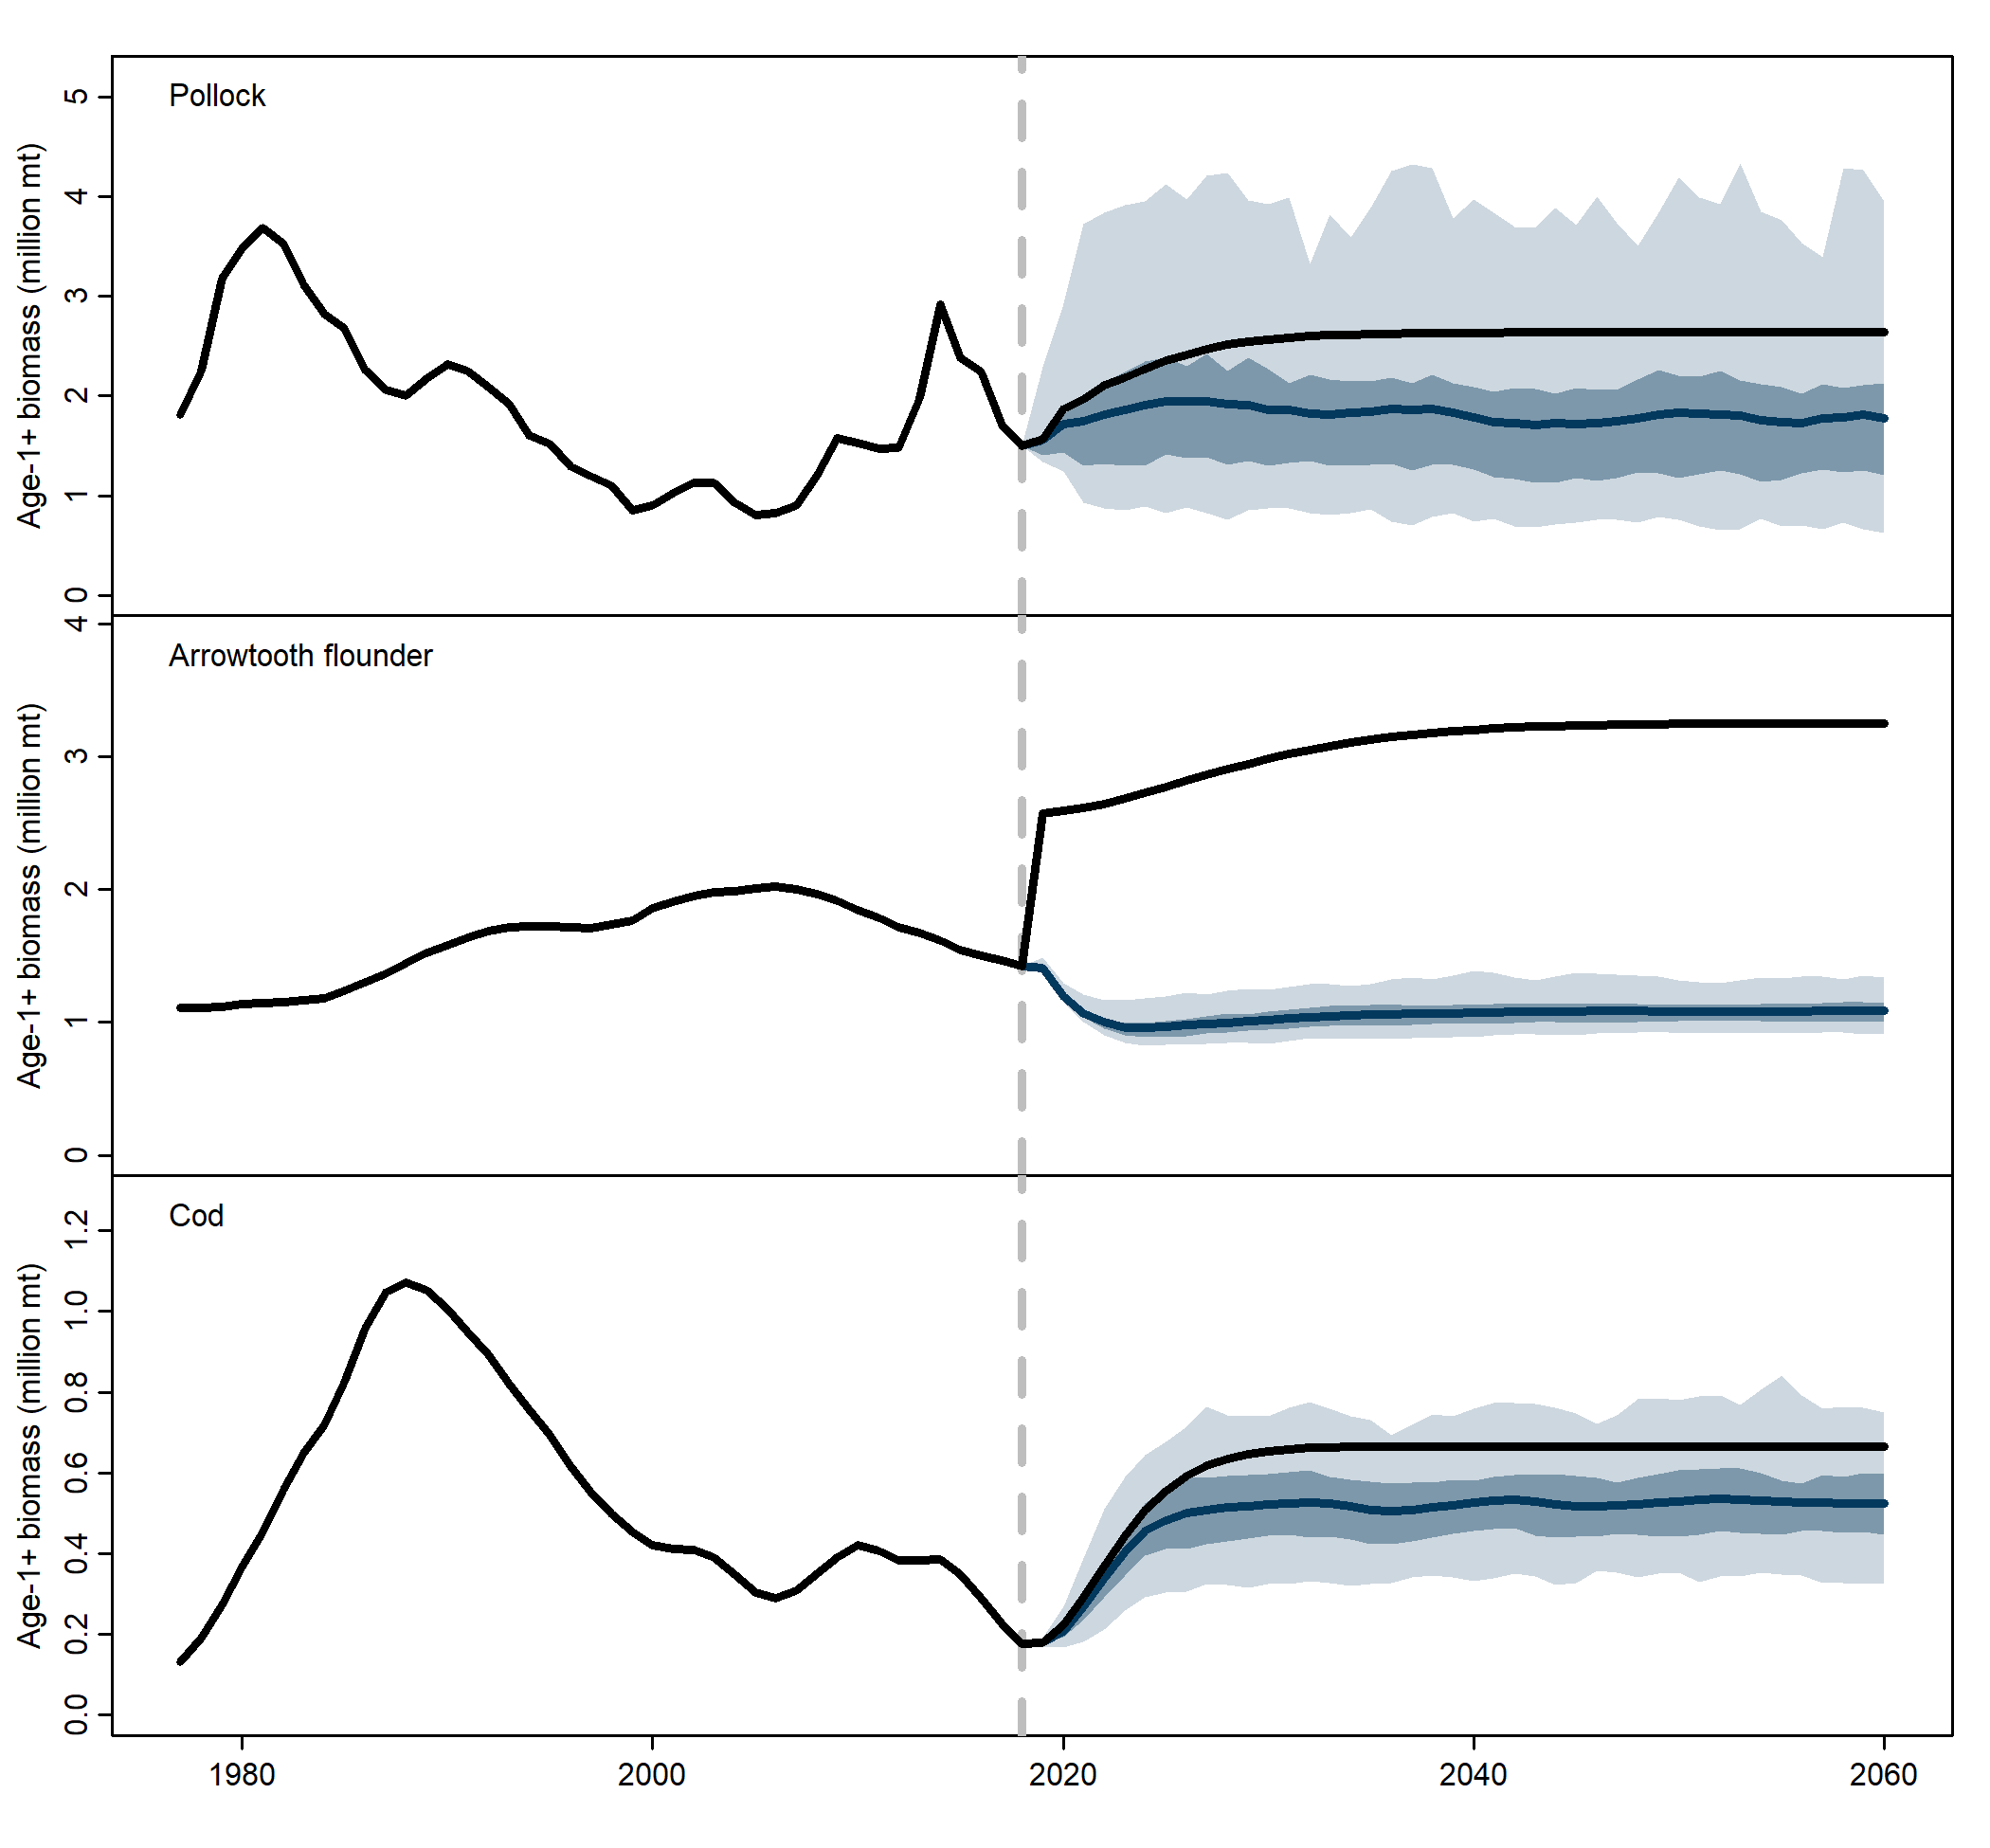 Pollock
Age-1+ biomass (million mt)
5
4
3
2
1
0
Arrowtooth flounder
Age-1+ biomass (million mt)
4
3
2
1
0
Cod
Age-1+ biomass (million mt)
1.2
1.0
0.8
0.6
0.4
0.2
0.0
1980 2000 2020 2040 2060